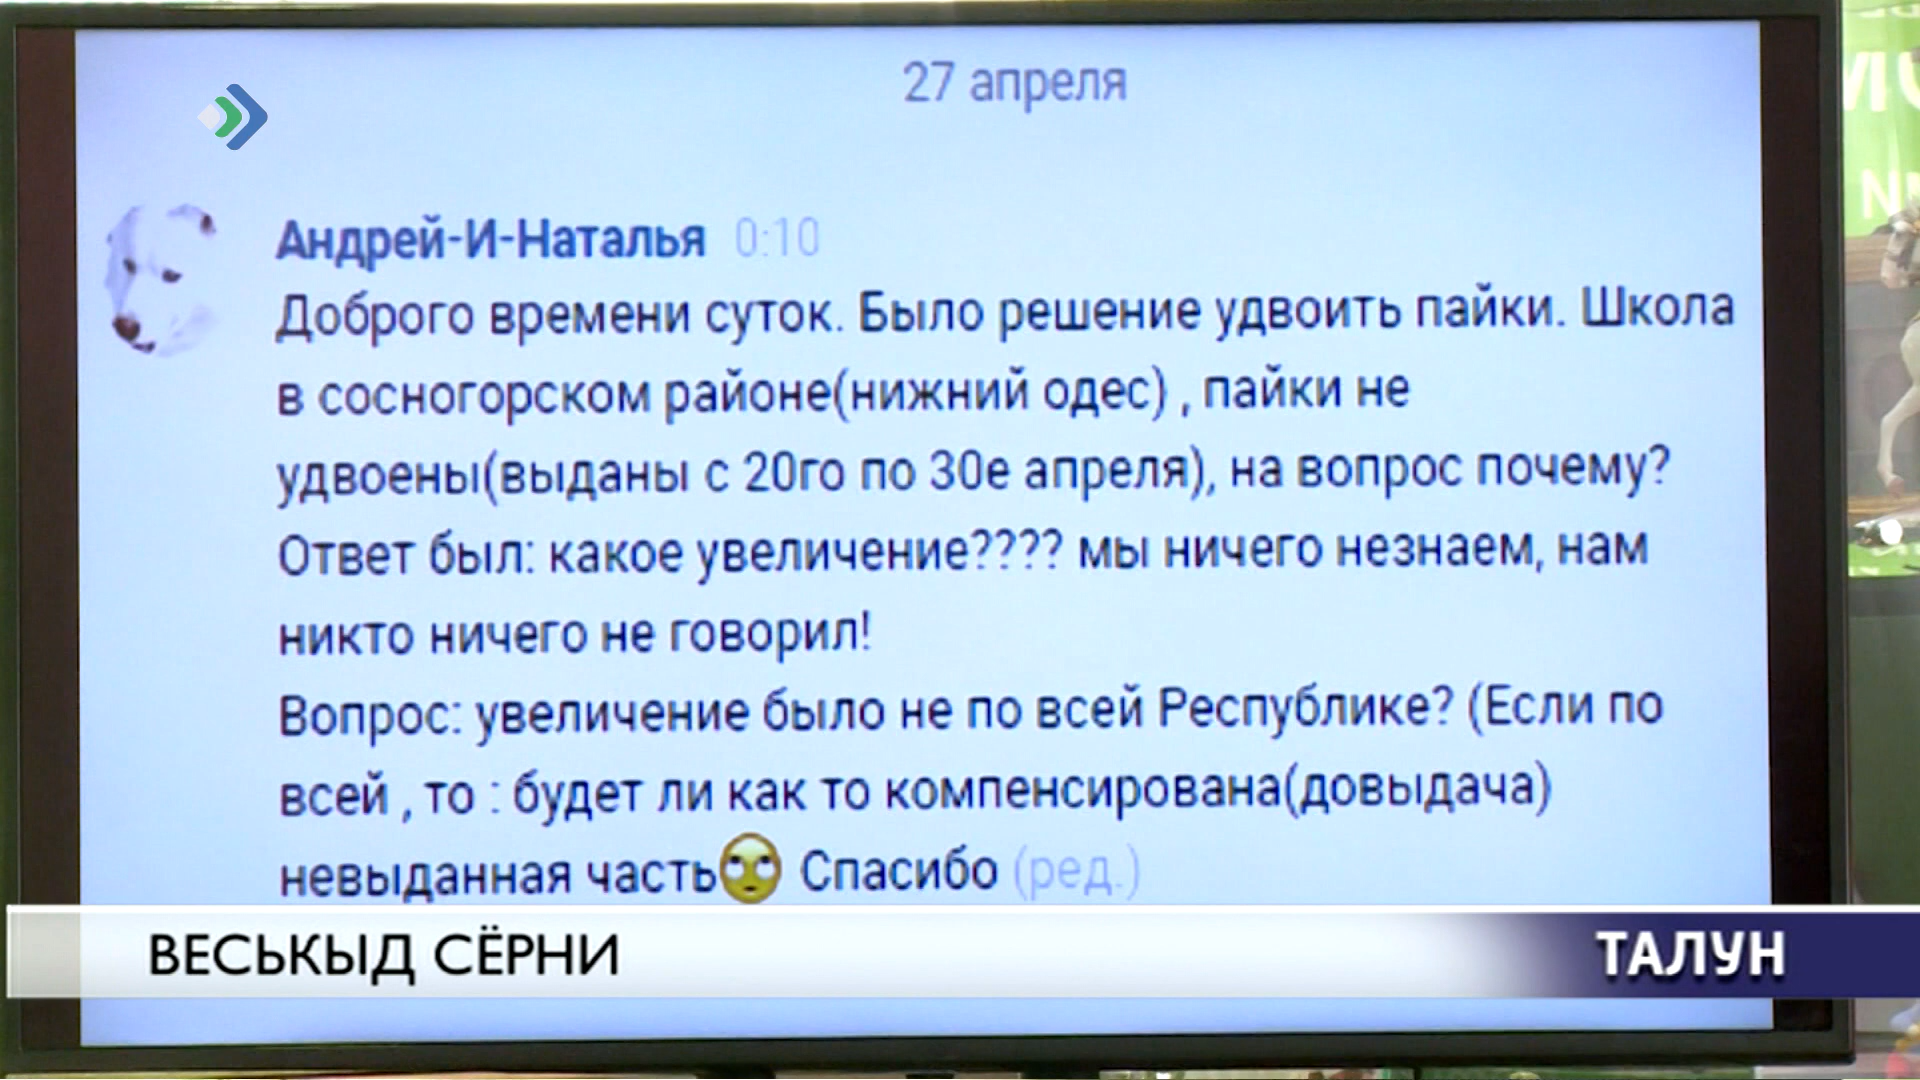 27 апреля
Андрей-И-Наталья 0:10
Доброго времени суток. Было решение удвоить пайки. Школа
в сосногорском районе(нижний одес) , пайки не
удвоены(выданы с 20го по 30е апреля), на вопрос почему?
Ответ был: какое увеличение???? мы ничего незнаем, нам
никто ничего не говорил!
Вопрос: увеличение было не по всей Республике? (Если по
всей , то : будет ли как то компенсирована(довыдача)
невыданная часть🙄 Спасибо (ред.)
ВЕСЬКЫД СЁРНИ
ТАЛУН